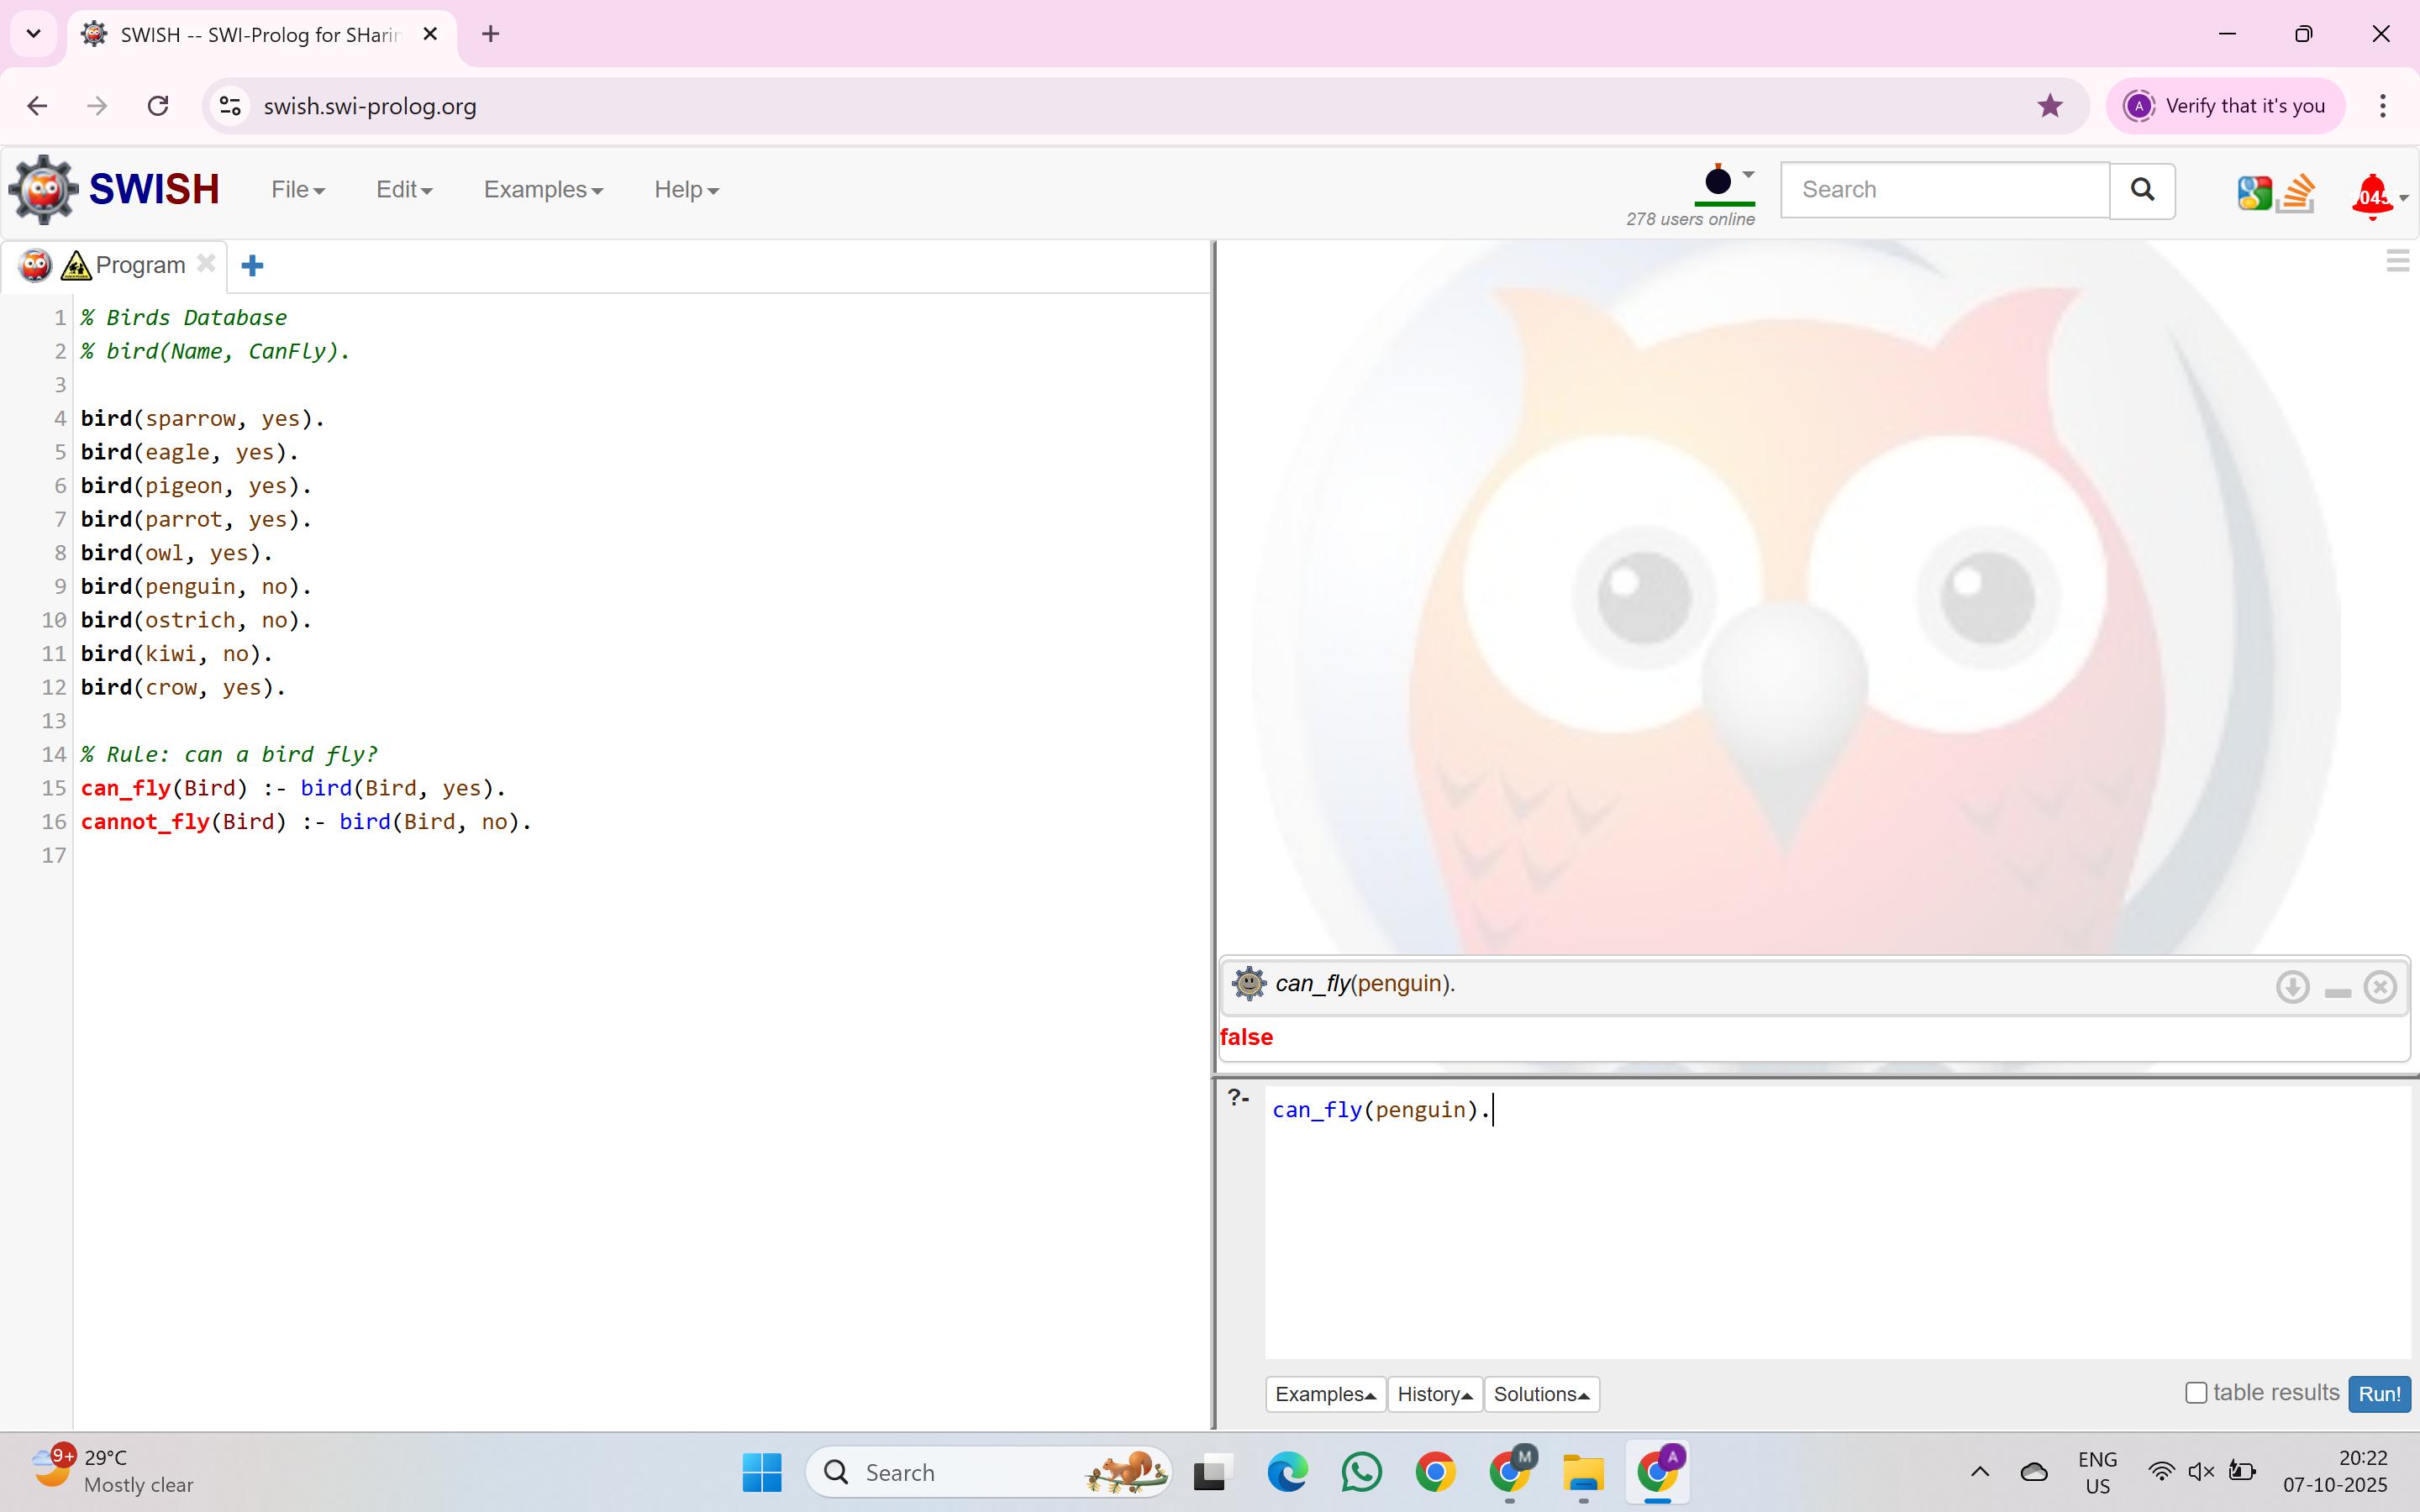 SWISH -- SWI-Prolog for SHarin
swish.swi-prolog.org
A
Verify that it's you
SWISH
File
Edit
Examples
Help
278 users online
Search
Program
1 % Birds Database
2 % bird(Name, CanFly).
3
4 bird(sparrow, yes).
5 bird(eagle, yes).
6 bird(pigeon, yes).
7 bird(parrot, yes).
8 bird(owl, yes).
9 bird(penguin, no).
10 bird(ostrich, no).
11 bird(kiwi, no).
12 bird(crow, yes).
13
14 % Rule: can a bird fly?
15 can_fly(Bird) :- bird(Bird, yes).
16 cannot_fly(Bird) :- bird(Bird, no).
17
can_fly(penguin).
false
?- can_fly(penguin).
Examples
History
Solutions
table results
Run!
9+
29°C
Mostly clear
Search
M
A
ENG
US
20:22
07-10-2025